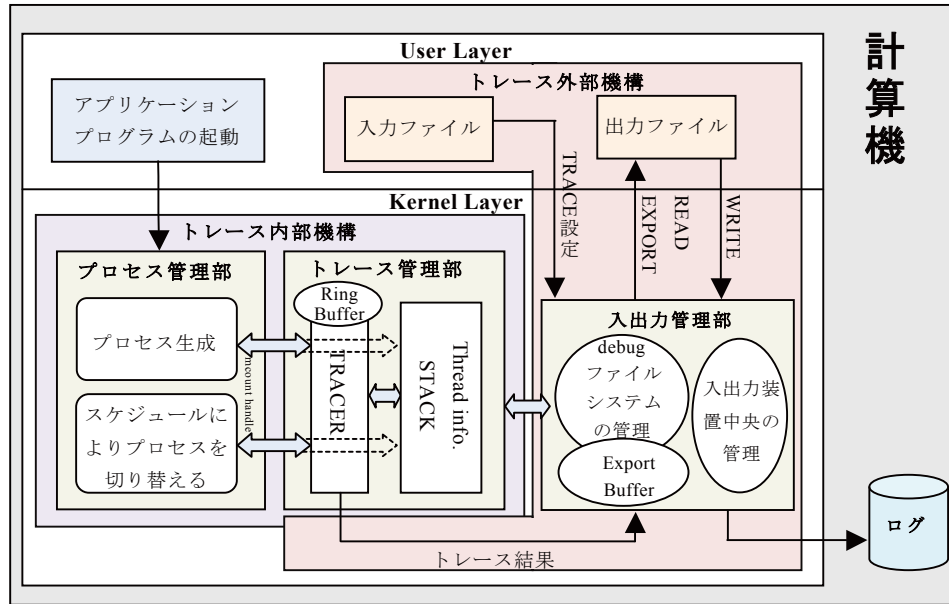 計算機
User Layer
トレース外部機構
アプリケーション
プログラムの起動
入力ファイル
出力ファイル
TRACE設定
EXPORT
READ
WRITE
Kernel Layer
トレース内部機構
プロセス管理部
トレース管理部
プロセス生成
スケジュールに
よりプロセスを
切り替える
mcount handle
Ring
Buffer
TRACER
Thread info.
STACK
入出力管理部
debug
ファイル
システム
の管理
Export
Buffer
入出力装
置中央の
管理
トレース結果
ログ